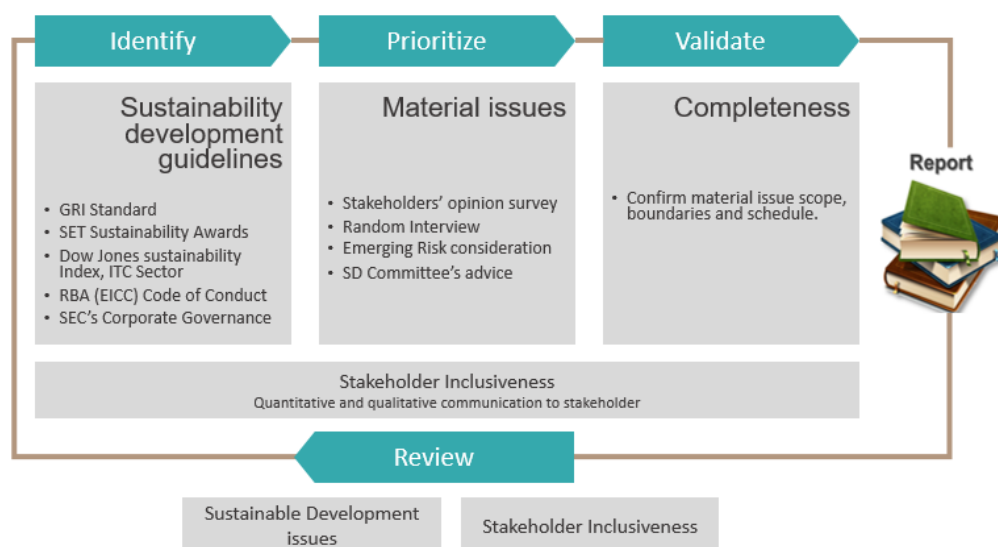 Identify
Prioritize
Validate
Sustainability
development
guidelines
• GRI Standard
• SET Sustainability Awards
• Dow Jones sustainability
Index, ITC Sector
• RBA (EICC) Code of Conduct
• SEC's Corporate Governance
Material issues
• Stakeholders' opinion survey
• Random Interview
• Emerging Risk consideration
• SD Committee's advice
Completeness
• Confirm material issue scope,
boundaries and schedule.
Report
Stakeholder Inclusiveness
Quantitative and qualitative communication to stakeholder
Review
Sustainable Development
issues
Stakeholder Inclusiveness